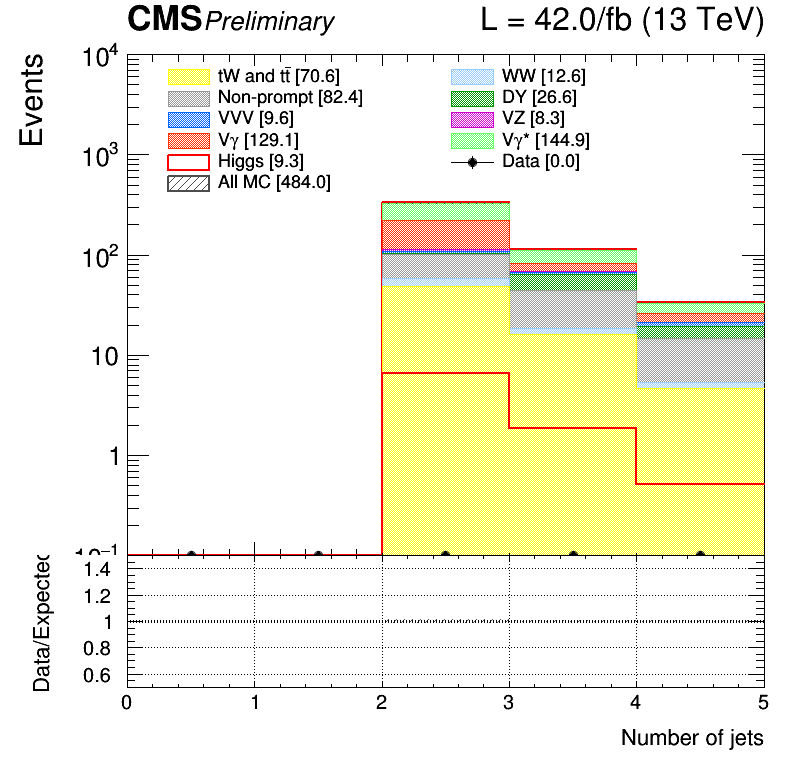 CMS Preliminary L = 42.0/fb (13 TeV)
Events
10⁴
10³
10²
10
1
tW and tt̄ [70.6]
Non-prompt [82.4]
VVV [9.6]
Vγ [129.1]
Higgs [9.3]
All MC [484.0]
WW [12.6]
DY [26.6]
VZ [8.3]
Vγ* [144.9]
Data [0.0]
Data/Expected
1.4
1.2
1
0.8
0.6
0 1 2 3 4 5
Number of jets